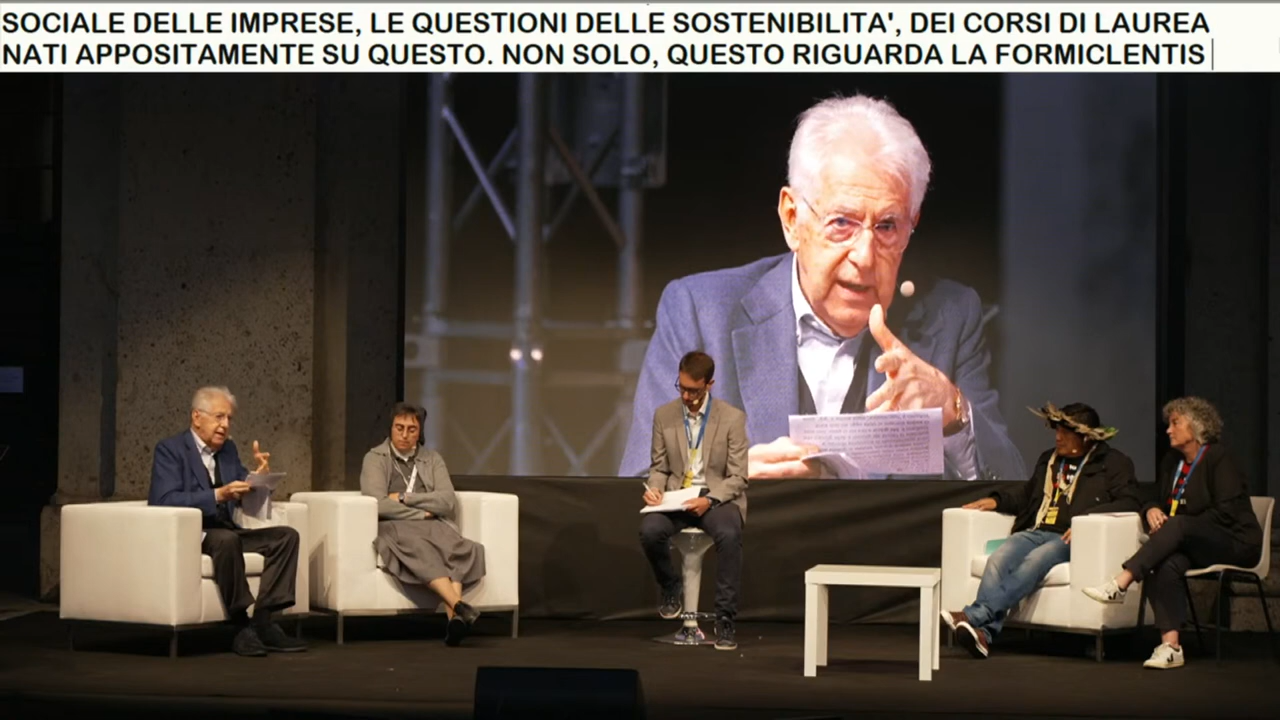 SOCIALE DELLE IMPRESE, LE QUESTIONI DELLE SOSTENIBILITA', DEI CORSI DI LAUREA
NATI APPOSITAMENTE SU QUESTO. NON SOLO, QUESTO RIGUARDA LA FORMICLENTIS